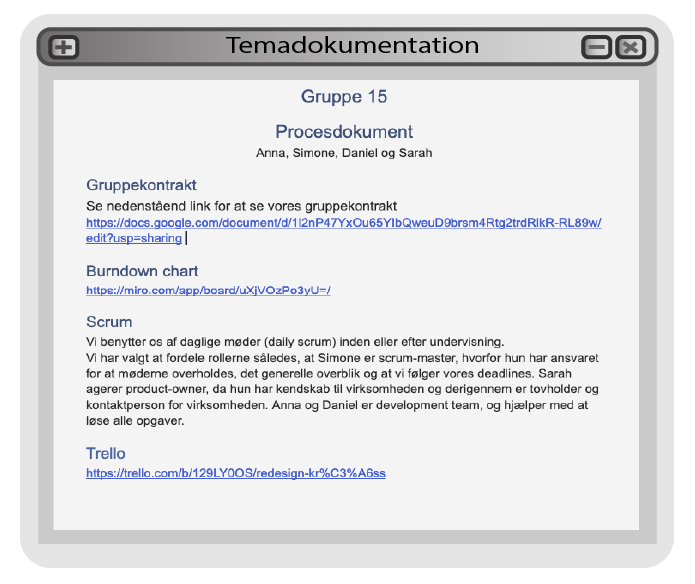 Temadokumentation
Gruppe 15
Procesdokument
Anna, Simone, Daniel og Sarah
Gruppekontrakt
Se nedenståend link for at se vores gruppekontrakt
https://docs.google.com/document/d/1l2nP47YxOu65YIbQweuD9brsm4Rtg2trdRlkR-RL89w/
edit?usp=sharing
Burndown chart
https://miro.com/app/board/uXjVOzPo3yU=/
Scrum
Vi benytter os af daglige møder (daily scrum) inden eller efter undervisning.
Vi har valgt at fordele rollerne således, at Simone er scrum-master, hvorfor hun har ansvaret
for at møderne overholdes, det generelle overblik og at vi følger vores deadlines. Sarah
agerer product-owner, da hun har kendskab til virksomheden og derigennem er tovholder og
kontaktperson for virksomheden. Anna og Daniel er development team, og hjælper med at
løse alle opgaver.
Trello
https://trello.com/b/129LY0OS/redesign-kr%C3%A6ss